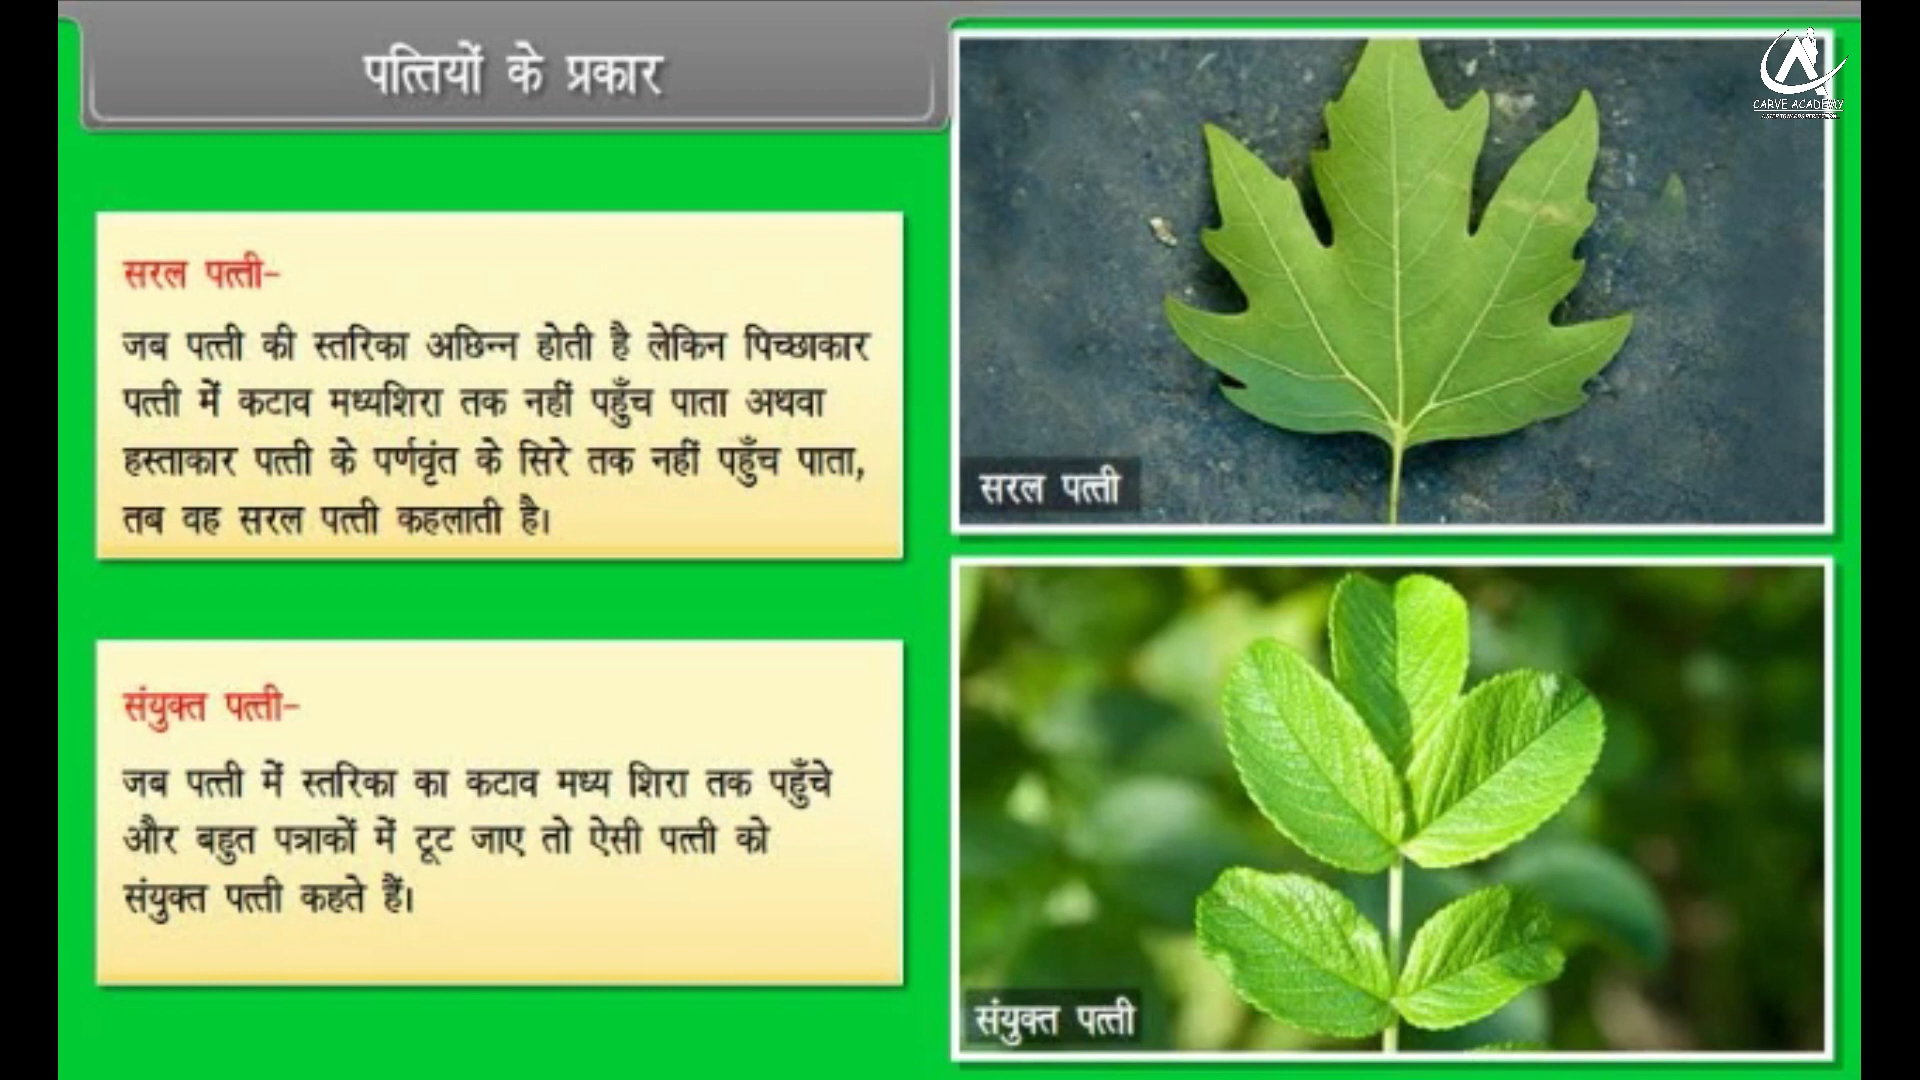 पत्तियों के प्रकार
सरल पत्ती-
जब पत्ती की स्तरिका अछिन्न होती है लेकिन पिच्छाकार
पत्ती में कटाव मध्यशिरा तक नहीं पहुँच पाता अथवा
हस्ताकार पत्ती के पर्णवृंत के सिरे तक नहीं पहुँच पाता,
तब वह सरल पत्ती कहलाती है।
संयुक्त पत्ती-
जब पत्ती में स्तरिका का कटाव मध्य शिरा तक पहुँचे
और बहुत पत्राकों में टूट जाए तो ऐसी पत्ती को
संयुक्त पत्ती कहते हैं।
CARVE ACADEMY
सरल पत्ती
संयुक्त पत्ती